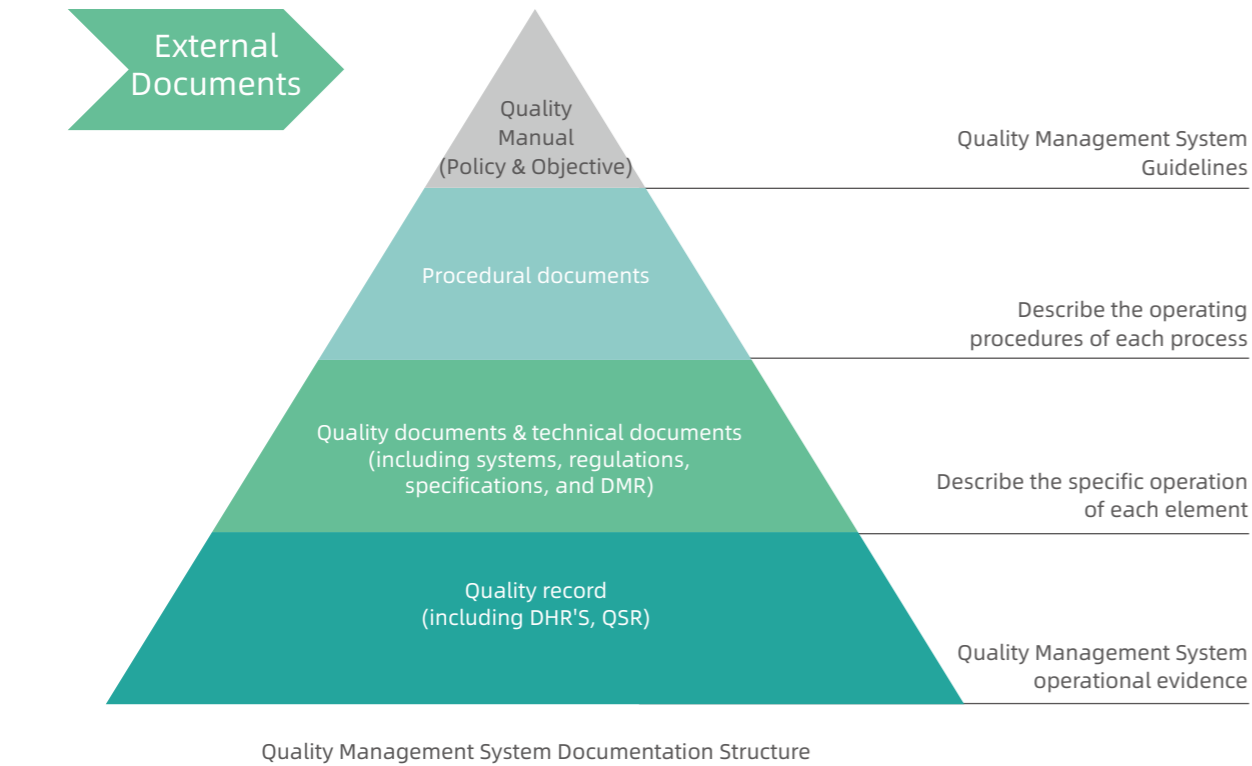 External
Documents
Quality
Manual
(Policy & Objective)
Quality Management System
Guidelines
Procedural documents
Describe the operating
procedures of each process
Quality documents & technical documents
(including systems, regulations,
specifications, and DMR)
Describe the specific operation
of each element
Quality record
(including DHR'S, QSR)
Quality Management System
operational evidence
Quality Management System Documentation Structure